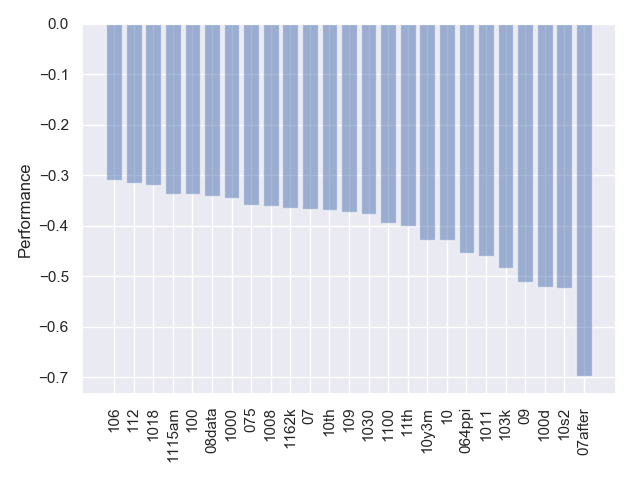 0.0
−0.1
−0.2
−0.3
−0.4
−0.5
−0.6
−0.7
Performance
106
112
1018
1115am
100
08data
1000
075
1008
1162k
07
10th
109
1030
1100
11th
10y3m
10
064ppi
1011
103k
09
100d
10s2
07after